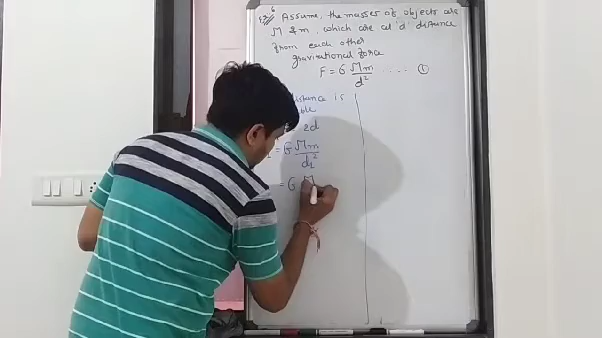 Assume, the masses of objects are
M & m, which are at 'd' distance
from each other
gravitational force
F = G Mm/d² ..... ①
distance is
2d
= G Mm/d₁²
= G M